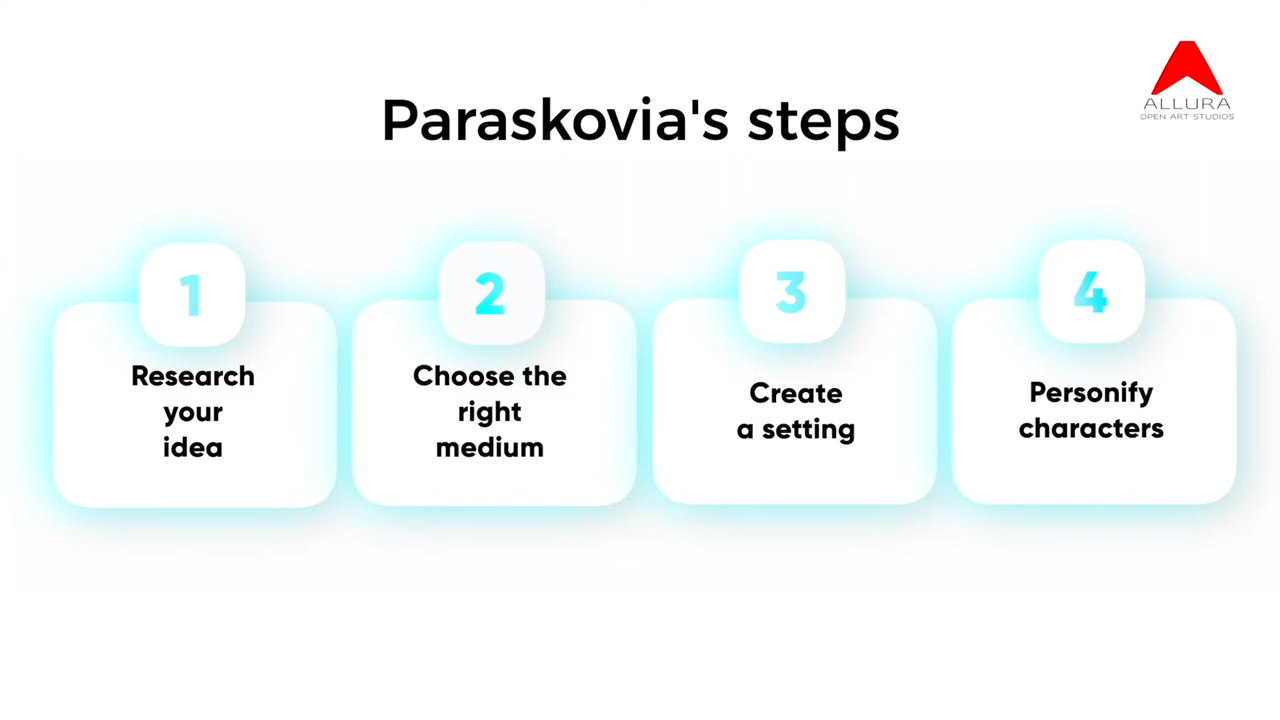 ALLURA
OPEN ART STUDIOS
Paraskovia's steps
1
Research
your
idea
2
Choose the
right
medium
3
Create
a setting
4
Personify
characters